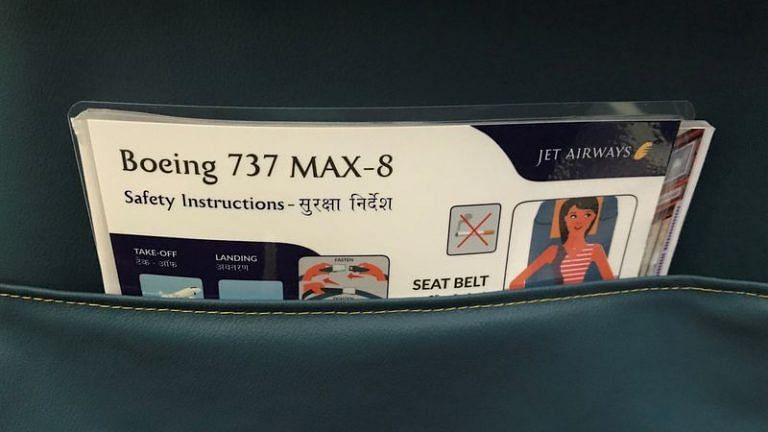 Boeing 737 MAX-8
JET AIRWAYS
Safety Instructions - सुरक्षा निर्देश
TAKE-OFF
टेक - ऑफ
LANDING
अवतरण
FASTEN
SEAT BELT